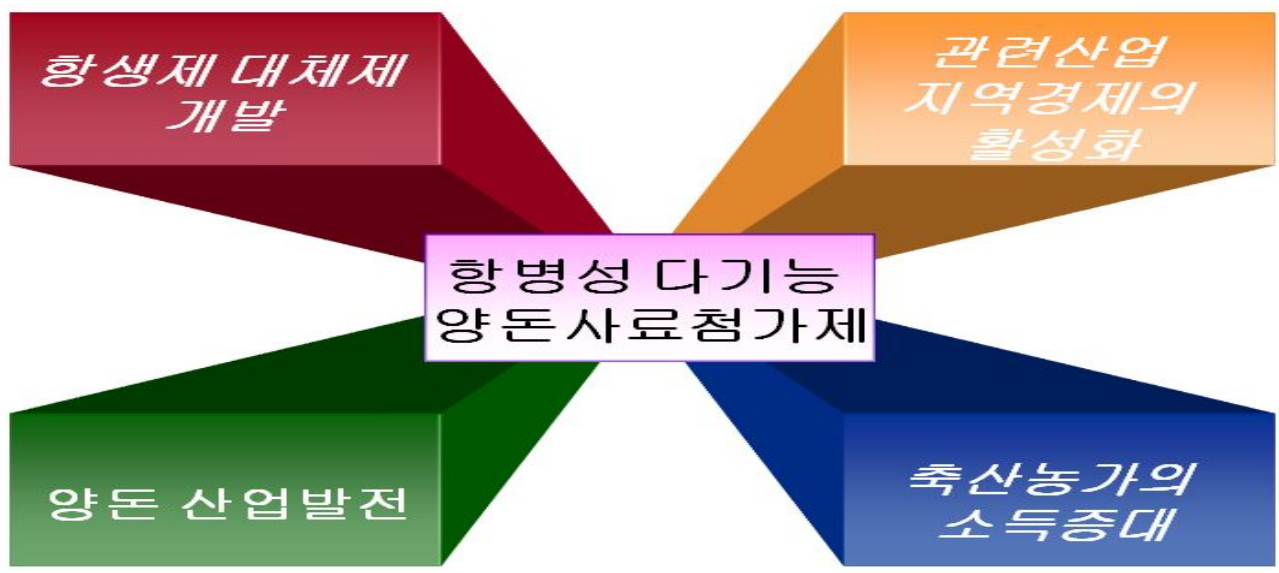 항생제 대체제
개발
관련산업
지역경제의
활성화
항병성 다기능
양돈사료첨가제
양돈 산업발전
축산농가의
소득증대